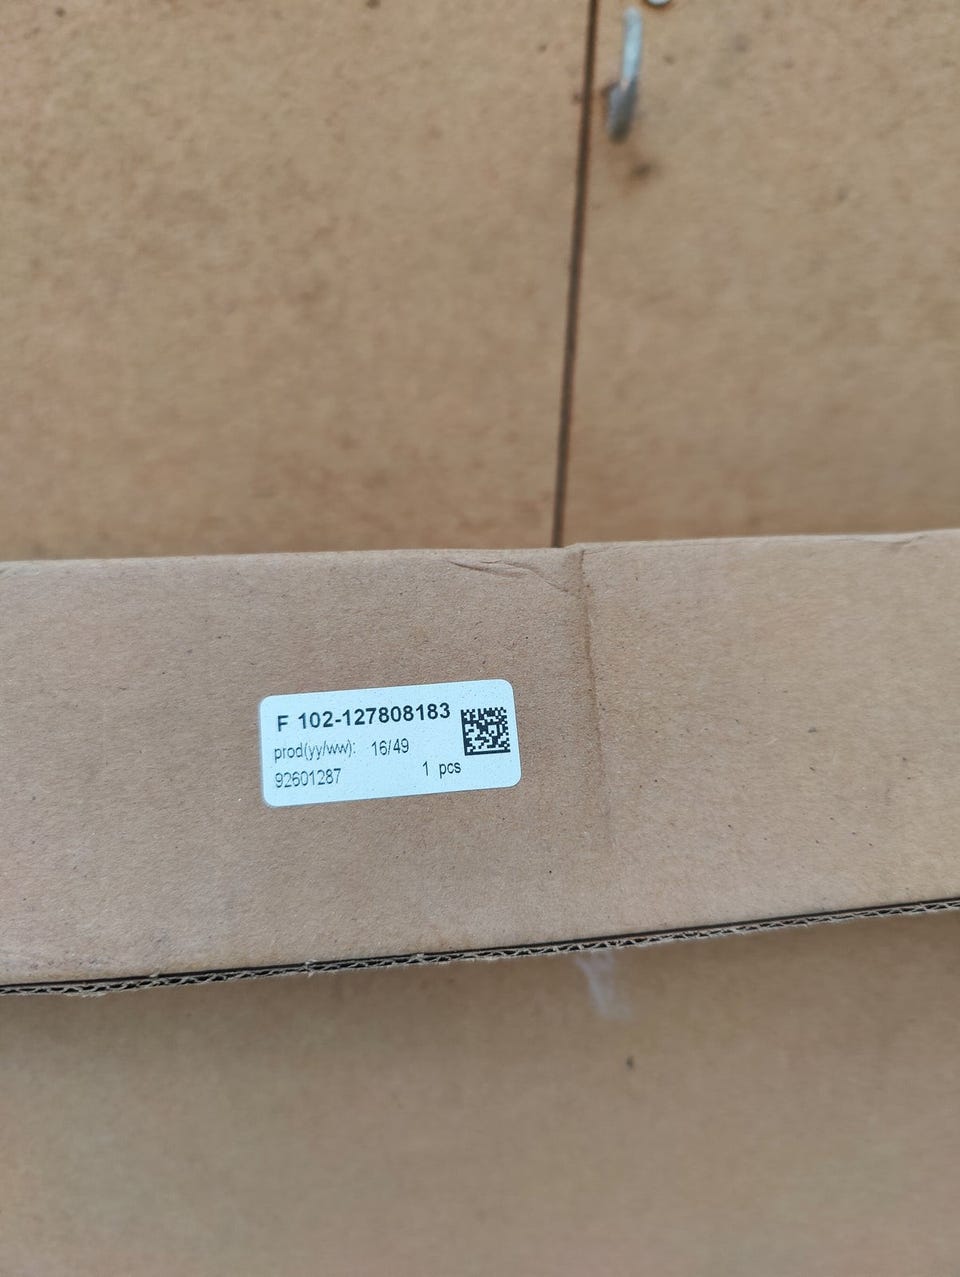 F 102-127808183
prod(yy/ww): 16/49
92601287 1 pcs